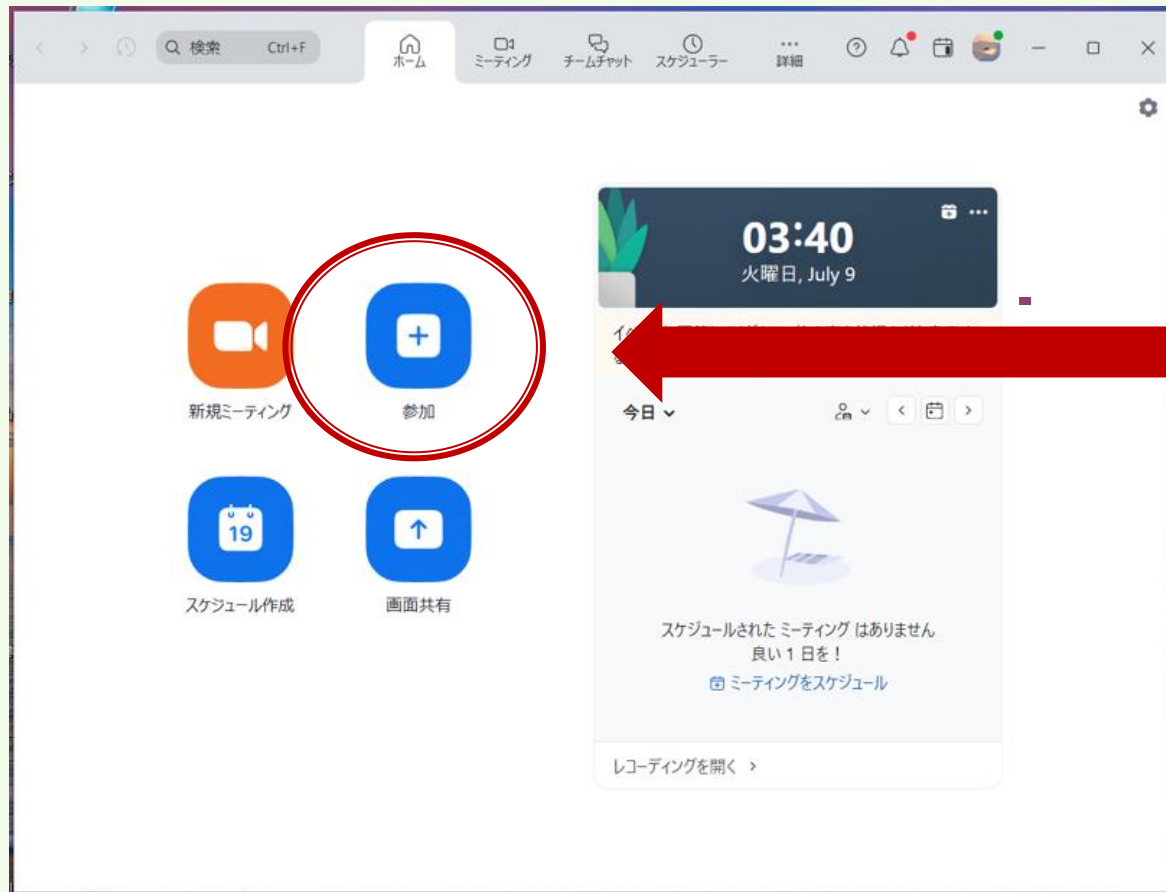 検索 Ctrl+F
ホーム
ミーティング
チームチャット
スケジューラー
詳細
03:40
火曜日, July 9
新規ミーティング
参加
今日
19
スケジュール作成
画面共有
スケジュールされた ミーティング はありません
良い 1 日を！
ミーティングをスケジュール
レコーディングを開く